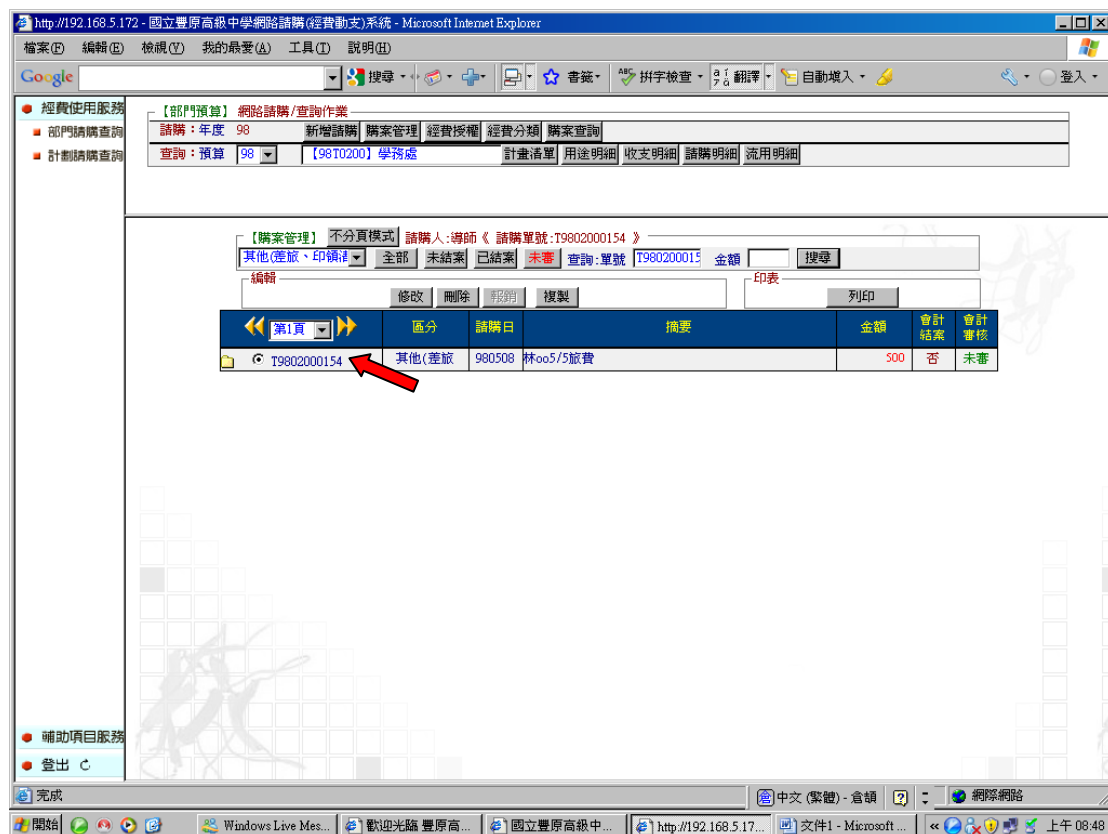 http://192.168.5.172 - 國立豐原高級中學網路請購(經費動支)系統 - Microsoft Internet Explorer
檔案(F) 編輯(E) 檢視(V) 我的最愛(A) 工具(T) 說明(H)
Google 搜尋 書籤 拼字檢查 翻譯 自動填入 登入
經費使用服務
部門請購查詢
計劃請購查詢
【部門預算】 網路請購/查詢作業
請購：年度 98 新增請購 購案管理 經費授權 經費分類 購案查詢
查詢：預算 98 【98T0200】學務處 計畫清單 用途明細 收支明細 請購明細 流用明細
【購案管理】 不分頁模式 請購人:導師《 請購單號:T9802000154 》
其他(差旅、印領清 全部 未結案 已結案 未審 查詢:單號 T980200015 金額 搜尋
編輯 印表
修改 刪除 報銷 複製 列印
第1頁 區分 請購日 摘要 金額 會計結案 會計審核
T9802000154 其他(差旅 980508 林oo5/5旅費 500 否 未審
輔助項目服務
登出
完成 中文 (繁體) - 倉頡 網際網路
開始 Windows Live Mes... 歡迎光臨 豐原高... 國立豐原高級中... http://192.168.5.17... 文件1 - Microsoft ... 上午 08:48